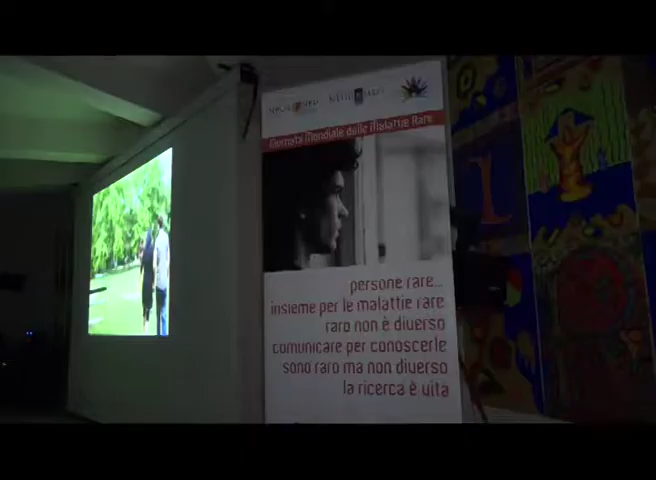 Giornata Mondiale delle Malattie Rare
persone rare...
insieme per le malattie rare
raro non è diverso
comunicare per conoscerle
sono raro ma non diverso
la ricerca è vita